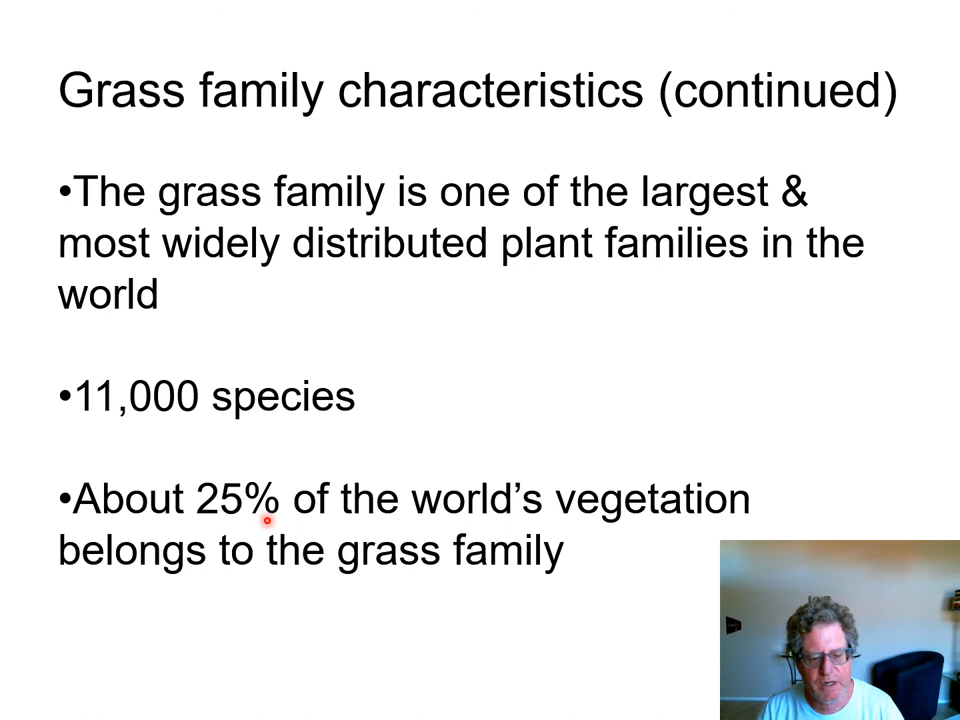 Grass family characteristics (continued)
•The grass family is one of the largest &
most widely distributed plant families in the
world
•11,000 species
•About 25% of the world’s vegetation
belongs to the grass family